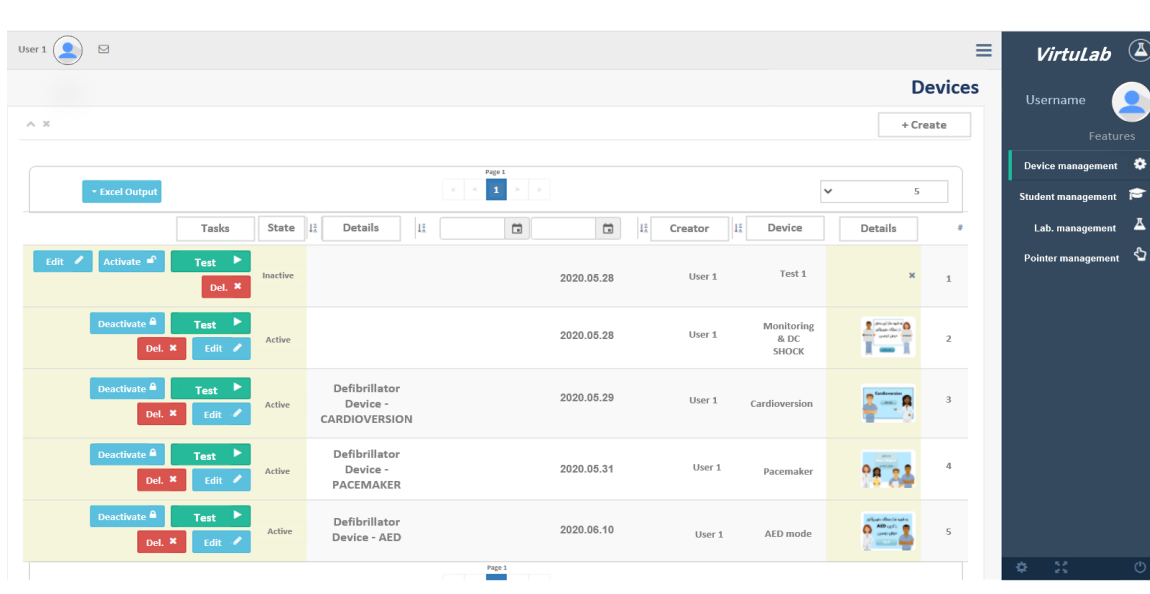 User 1
VirtuLab
Devices
Username
+ Create
Features
Device management
Student management
Lab. management
Pointer management
Page 1
Excel Output
«
<
1
>
»
5
Tasks
State
Details
Creator
Device
Details
#
Edit
Activate
Test
Del.
Inactive
2020.05.28
User 1
Test 1
1
Deactivate
Test
Del.
Edit
Active
2020.05.28
User 1
Monitoring
& DC
SHOCK
2
Deactivate
Test
Del.
Edit
Active
Defibrillator
Device -
CARDIOVERSION
2020.05.29
User 1
Cardioversion
Cardioversion
3
Deactivate
Test
Del.
Edit
Active
Defibrillator
Device -
PACEMAKER
2020.05.31
User 1
Pacemaker
4
Deactivate
Test
Del.
Edit
Active
Defibrillator
Device - AED
2020.06.10
User 1
AED mode
5
Page 1